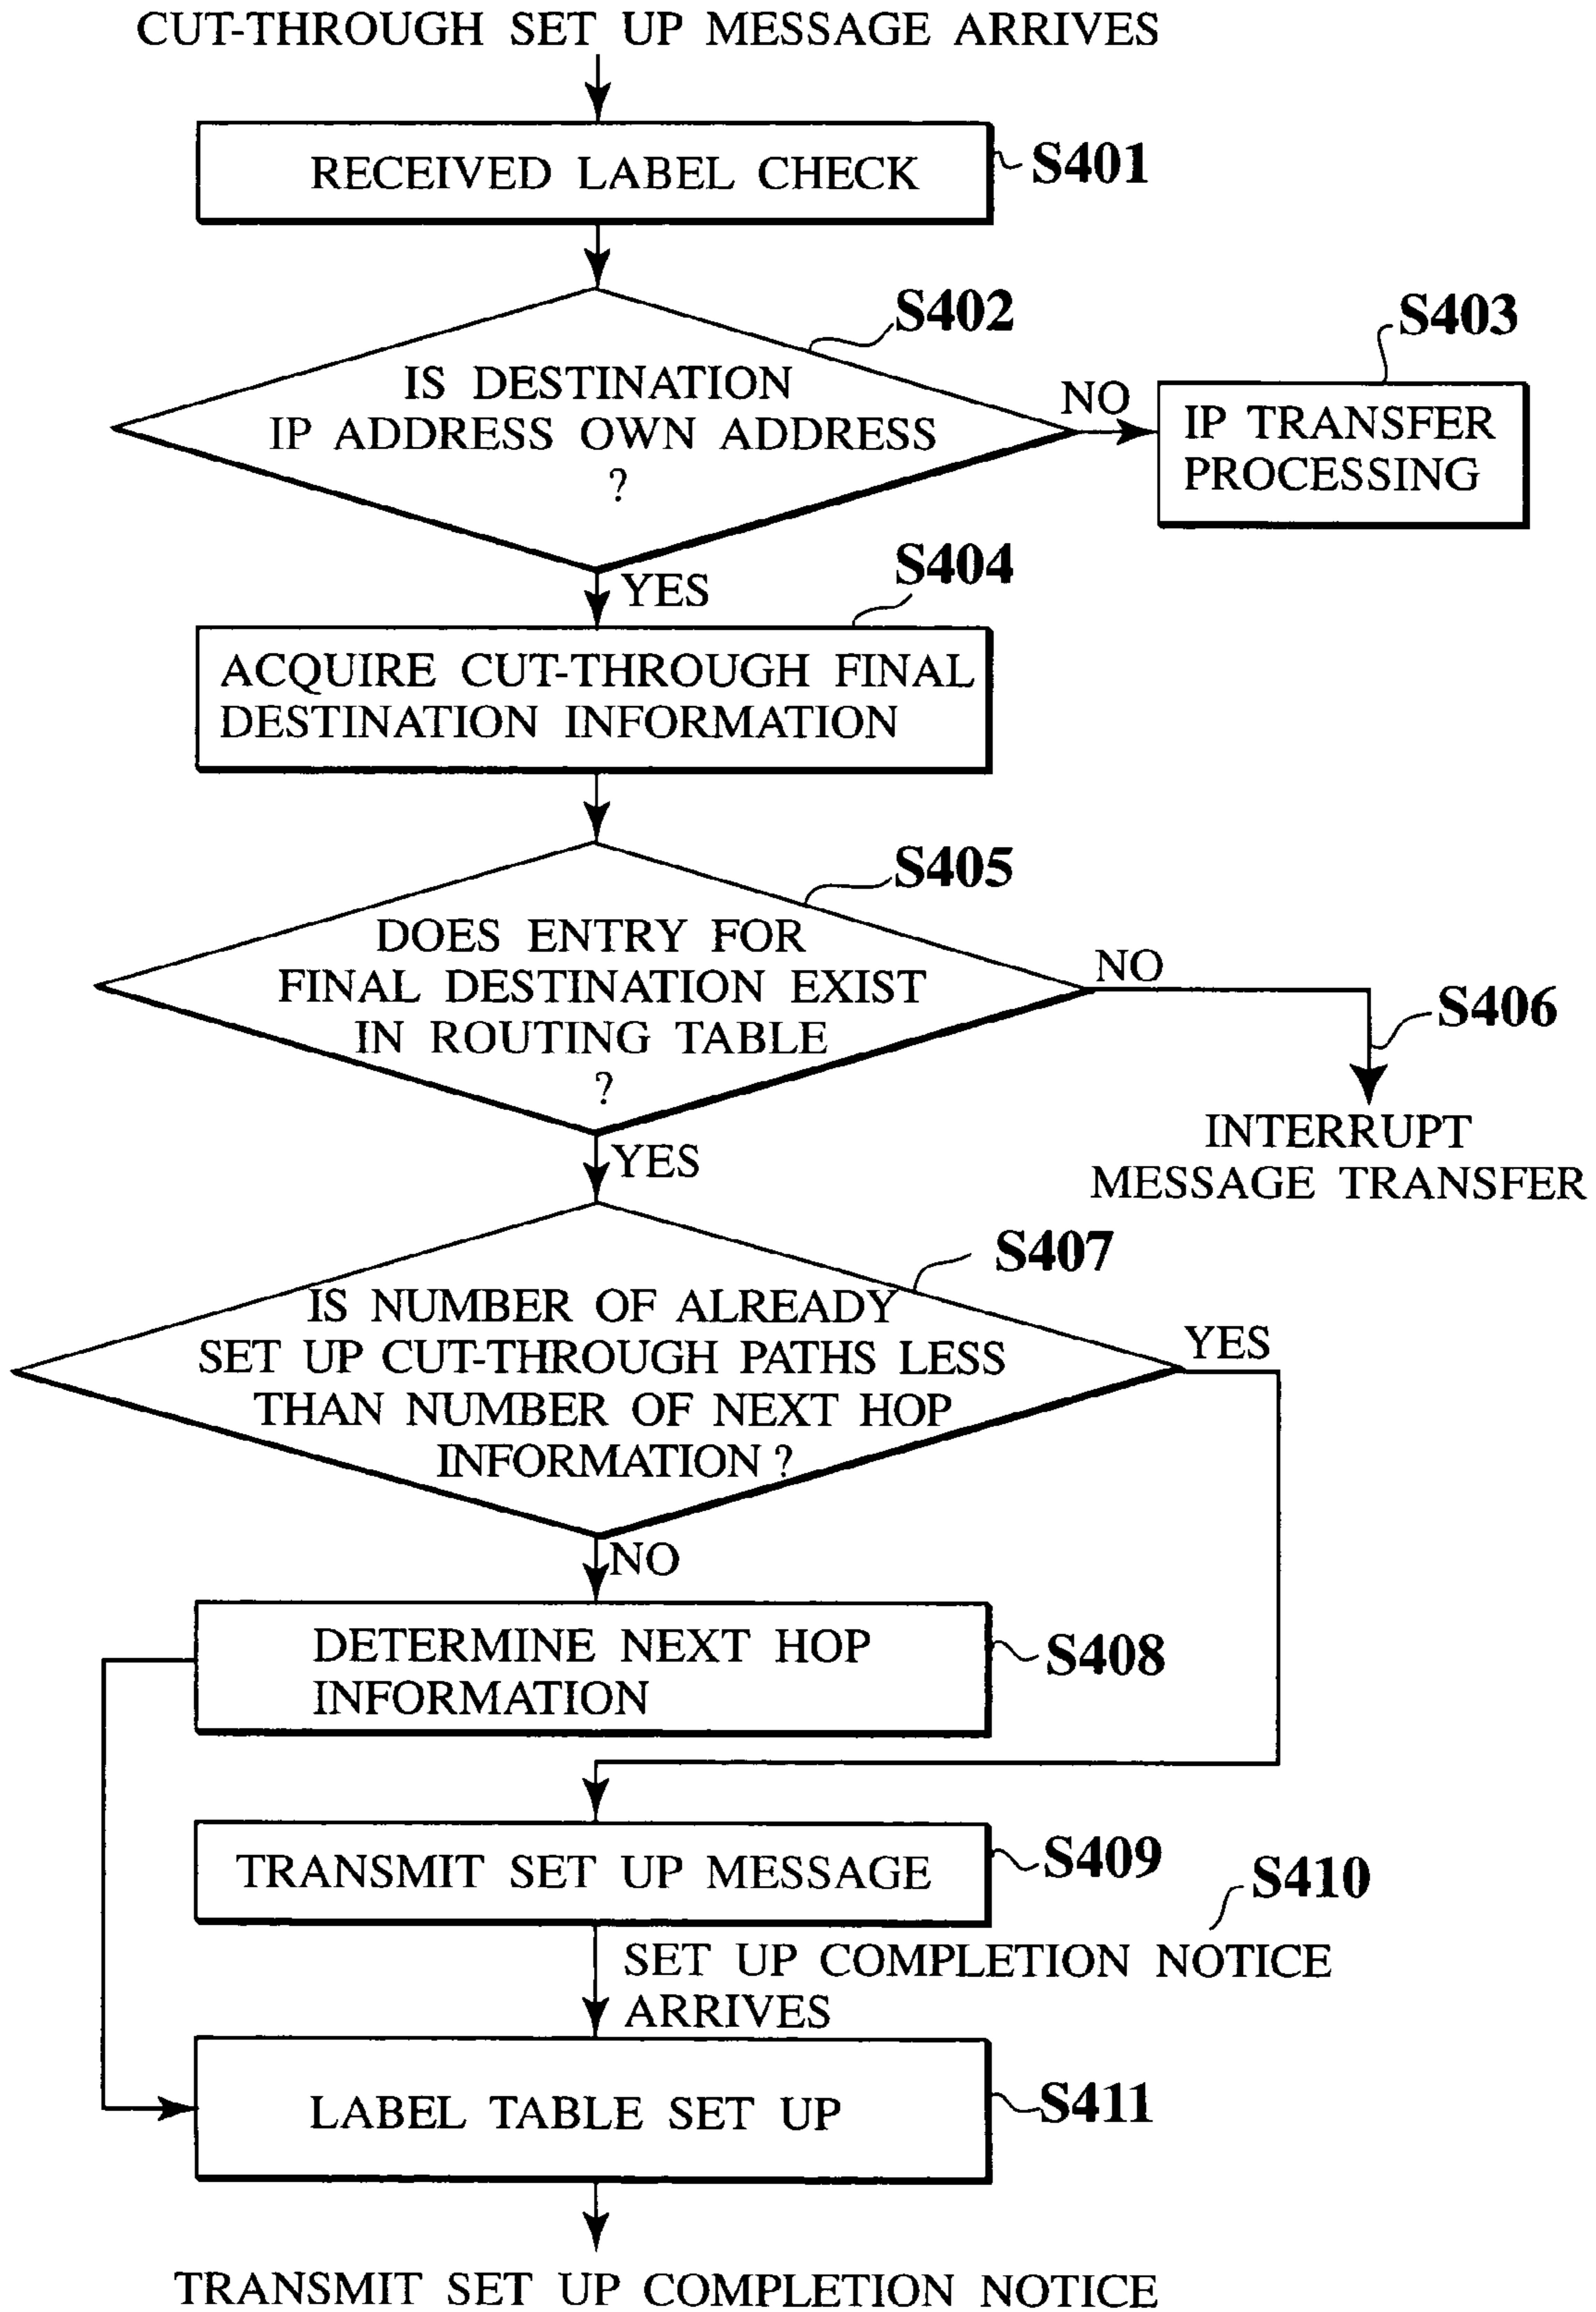 CUT-THROUGH SET UP MESSAGE ARRIVES
RECEIVED LABEL CHECK
S401
S402
IS DESTINATION
IP ADDRESS OWN ADDRESS
?
NO
S403
IP TRANSFER
PROCESSING
YES
S404
ACQUIRE CUT-THROUGH FINAL
DESTINATION INFORMATION
S405
DOES ENTRY FOR
FINAL DESTINATION EXIST
IN ROUTING TABLE
?
NO
S406
INTERRUPT
MESSAGE TRANSFER
YES
S407
IS NUMBER OF ALREADY
SET UP CUT-THROUGH PATHS LESS
THAN NUMBER OF NEXT HOP
INFORMATION ?
YES
NO
DETERMINE NEXT HOP
INFORMATION
S408
TRANSMIT SET UP MESSAGE
S409
S410
SET UP COMPLETION NOTICE
ARRIVES
LABEL TABLE SET UP
S411
TRANSMIT SET UP COMPLETION NOTICE